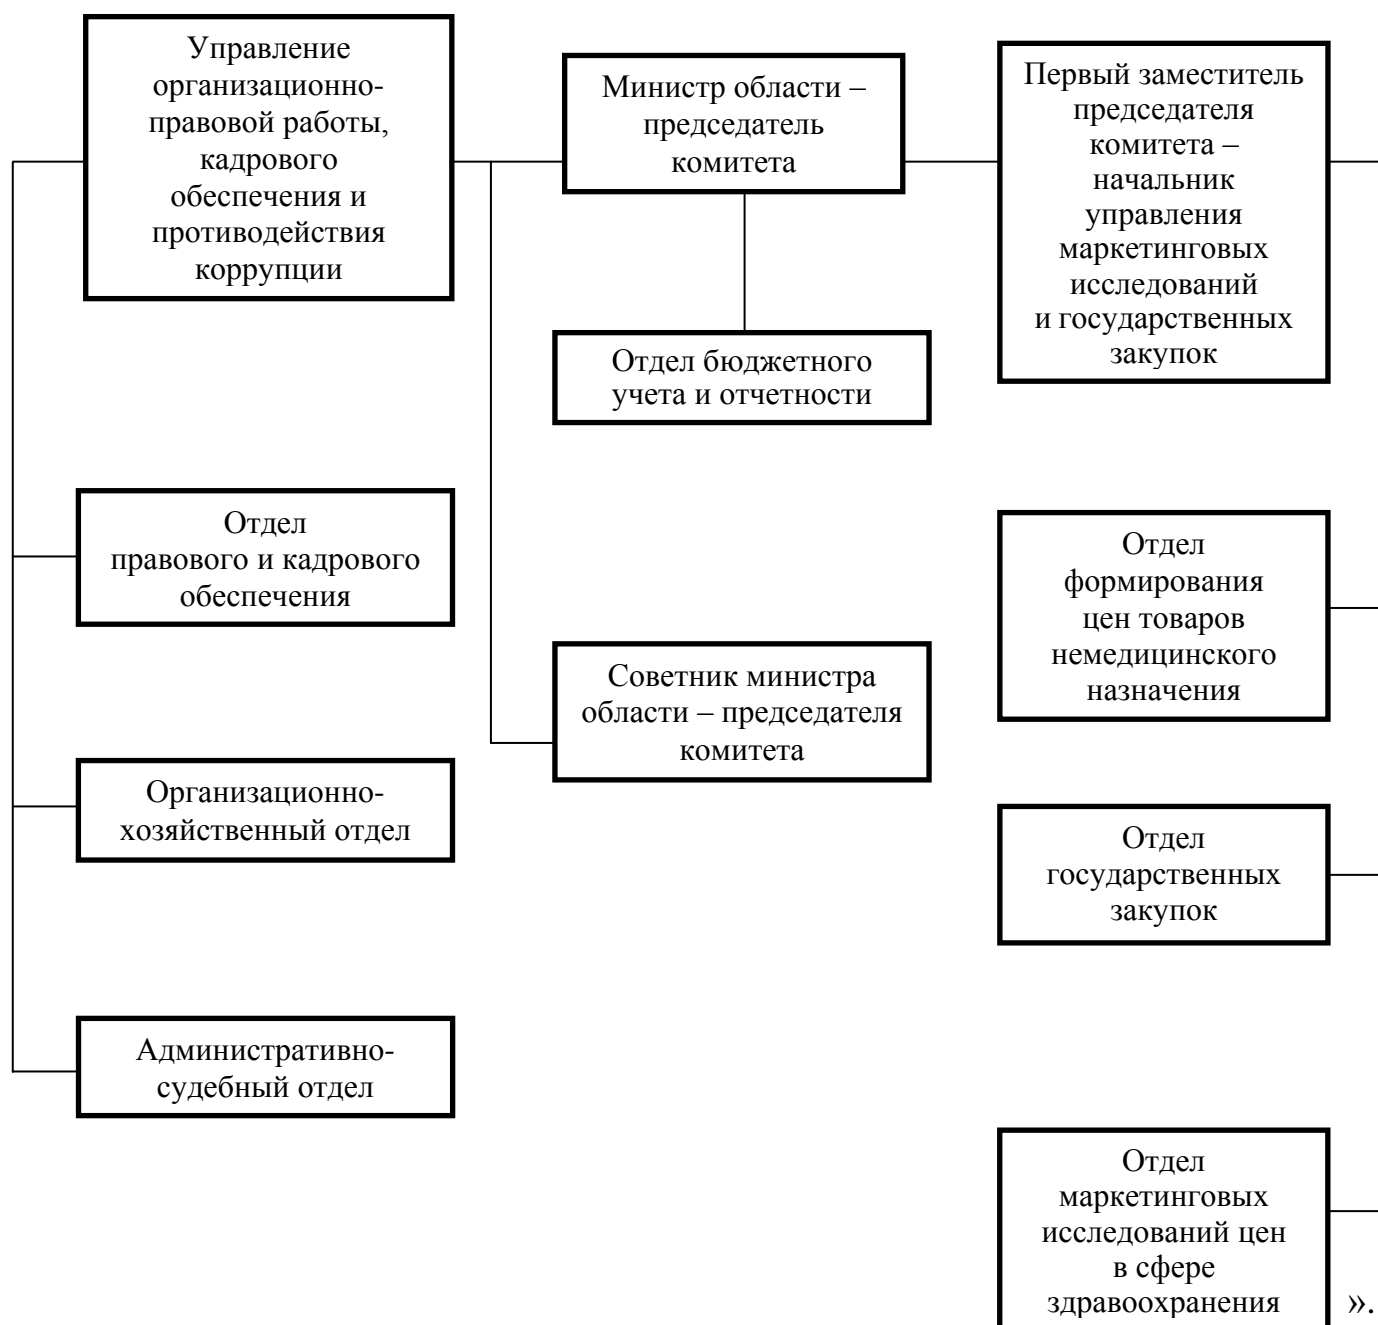 Управление
организационно-
правовой работы,
кадрового
обеспечения и
противодействия
коррупции
Министр области –
председатель
комитета
Первый заместитель
председателя
комитета –
начальник
управления
маркетинговых
исследований
и государственных
закупок
Отдел бюджетного
учета и отчетности
Отдел
правового и кадрового
обеспечения
Отдел
формирования
цен товаров
немедицинского
назначения
Советник министра
области – председателя
комитета
Организационно-
хозяйственный отдел
Отдел
государственных
закупок
Административно-
судебный отдел
Отдел
маркетинговых
исследований цен
в сфере
здравоохранения
».